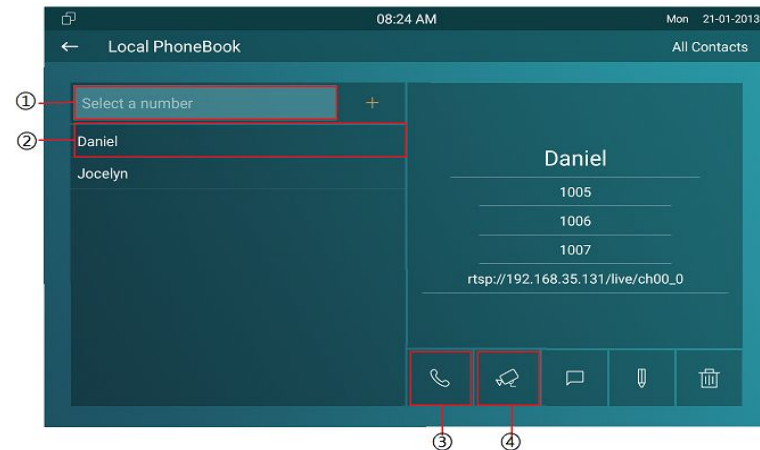 08:24 AM Mon 21-01-2013
← Local PhoneBook All Contacts
① Select a number +
② Daniel
Jocelyn
Daniel
1005
1006
1007
rtsp://192.168.35.131/live/ch00_0
③ ④